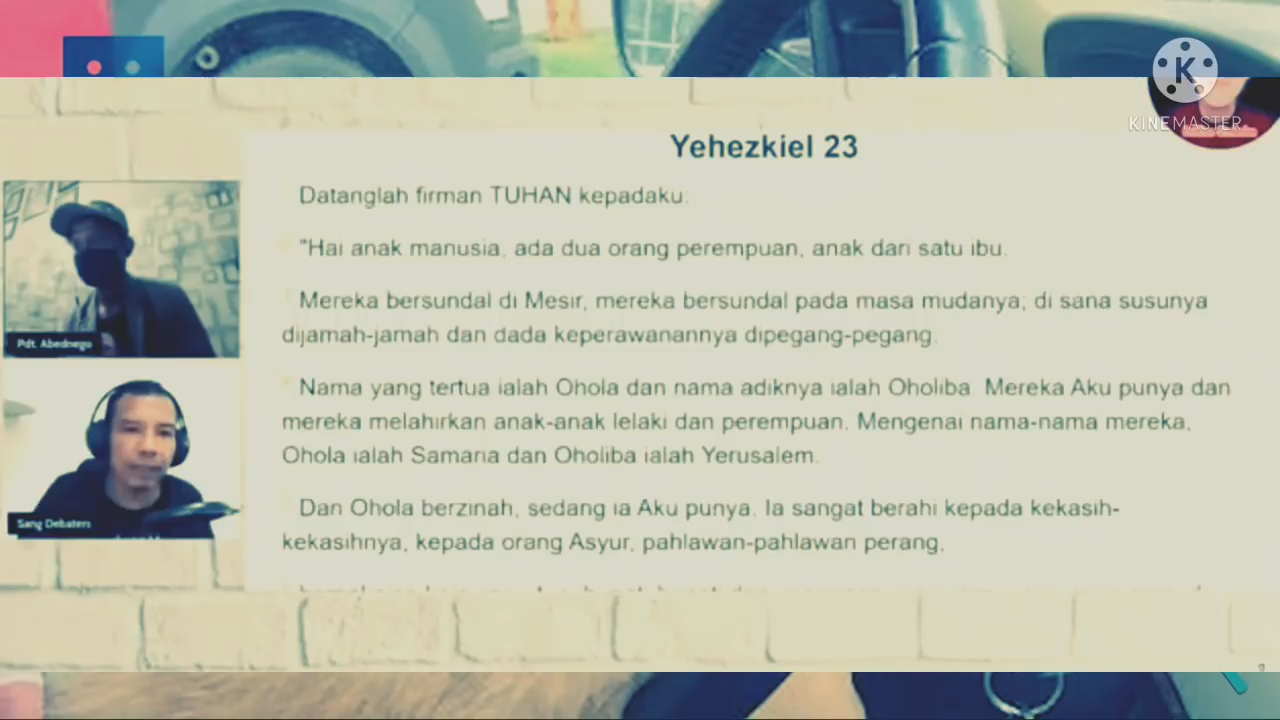 KINEMASTER
Yehezkiel 23
Datanglah firman TUHAN kepadaku:
"Hai anak manusia, ada dua orang perempuan, anak dari satu ibu.
Mereka bersundal di Mesir, mereka bersundal pada masa mudanya; di sana susunya
dijamah-jamah dan dada keperawanannya dipegang-pegang.
Nama yang tertua ialah Ohola dan nama adiknya ialah Oholiba. Mereka Aku punya dan
mereka melahirkan anak-anak lelaki dan perempuan. Mengenai nama-nama mereka,
Ohola ialah Samaria dan Oholiba ialah Yerusalem.
Dan Ohola berzinah, sedang ia Aku punya. Ia sangat berahi kepada kekasih-
kekasihnya, kepada orang Asyur, pahlawan-pahlawan perang,
Pdt. Abednego
Sang Debaters